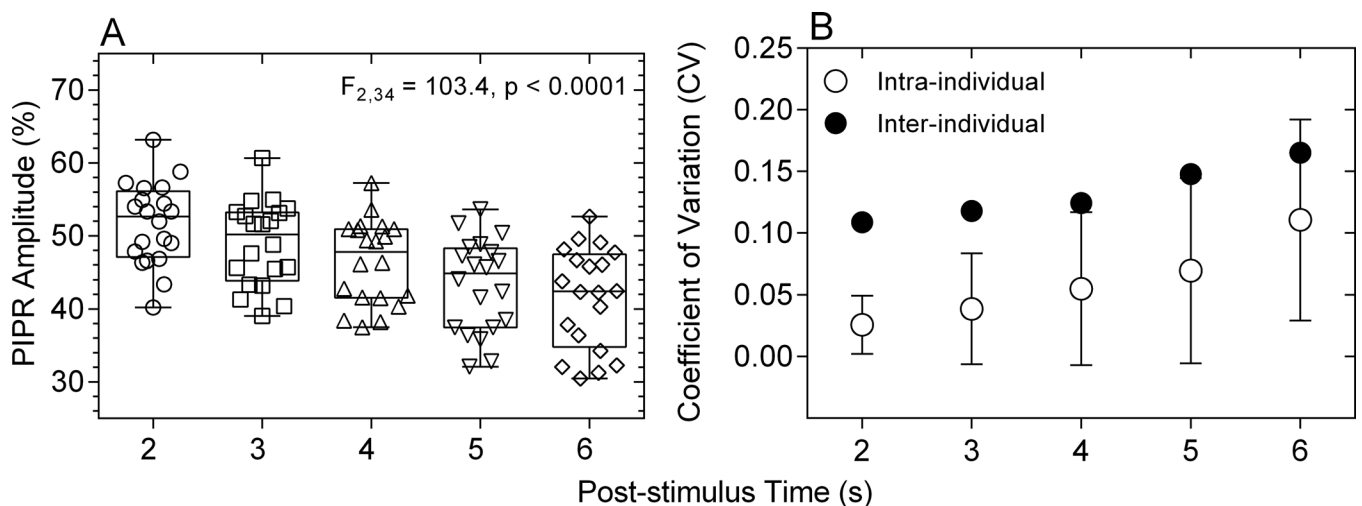 A
F2,34 = 103.4, p < 0.0001
PIPR Amplitude (%)
70
60
50
40
30
2 3 4 5 6
B
Intra-individual
Inter-individual
Coefficient of Variation (CV)
0.25
0.20
0.15
0.10
0.05
0.00
2 3 4 5 6
Post-stimulus Time (s)